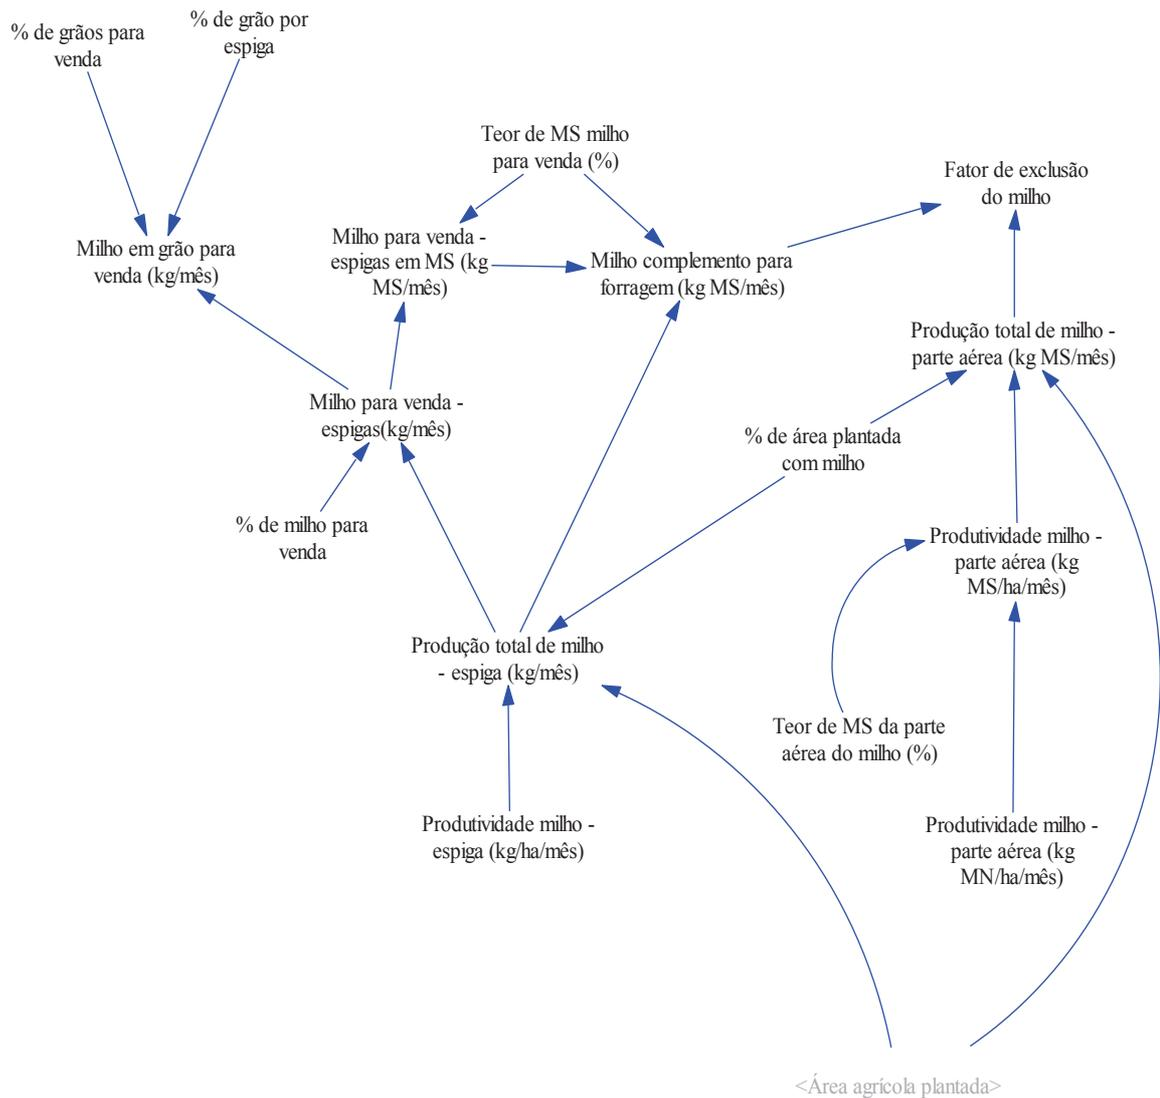 % de grãos para
venda
% de grão por
espiga
Teor de MS milho
para venda (%)
Fator de exclusão
do milho
Milho em grão para
venda (kg/mês)
Milho para venda -
espigas em MS (kg
MS/mês)
Milho complemento para
forragem (kg MS/mês)
Produção total de milho -
parte aérea (kg MS/mês)
Milho para venda -
espigas(kg/mês)
% de área plantada
com milho
% de milho para
venda
Produtividade milho -
parte aérea (kg
MS/ha/mês)
Produção total de milho
- espiga (kg/mês)
Teor de MS da parte
aérea do milho (%)
Produtividade milho -
espiga (kg/ha/mês)
Produtividade milho -
parte aérea (kg
MN/ha/mês)
<Área agrícola plantada>